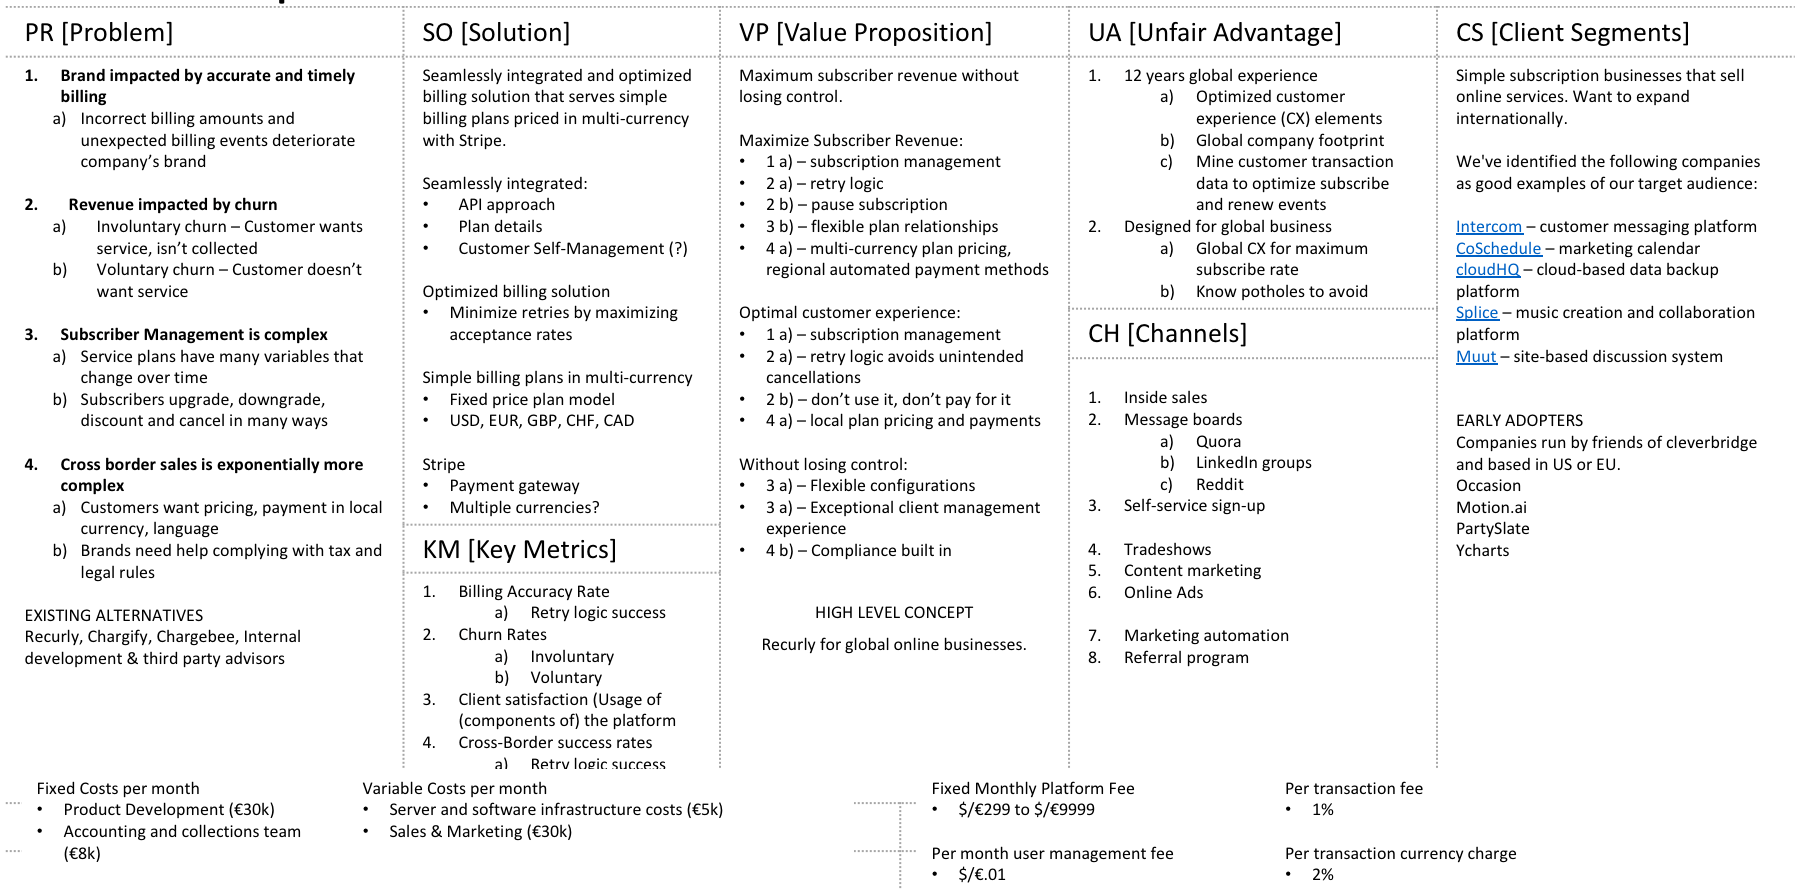 PR [Problem]
1. Brand impacted by accurate and timely
billing
a) Incorrect billing amounts and
unexpected billing events deteriorate
company’s brand
2. Revenue impacted by churn
a) Involuntary churn – Customer wants
service, isn’t collected
b) Voluntary churn – Customer doesn’t
want service
3. Subscriber Management is complex
a) Service plans have many variables that
change over time
b) Subscribers upgrade, downgrade,
discount and cancel in many ways
4. Cross border sales is exponentially more
complex
a) Customers want pricing, payment in local
currency, language
b) Brands need help complying with tax and
legal rules
EXISTING ALTERNATIVES
Recurly, Chargify, Chargebee, Internal
development & third party advisors
SO [Solution]
Seamlessly integrated and optimized
billing solution that serves simple
billing plans priced in multi-currency
with Stripe.
Seamlessly integrated:
• API approach
• Plan details
• Customer Self-Management (?)
Optimized billing solution
• Minimize retries by maximizing
acceptance rates
Simple billing plans in multi-currency
• Fixed price plan model
• USD, EUR, GBP, CHF, CAD
Stripe
• Payment gateway
• Multiple currencies?
KM [Key Metrics]
1. Billing Accuracy Rate
a) Retry logic success
2. Churn Rates
a) Involuntary
b) Voluntary
3. Client satisfaction (Usage of
(components of) the platform
4. Cross-Border success rates
a) Retry logic success
VP [Value Proposition]
Maximum subscriber revenue without
losing control.
Maximize Subscriber Revenue:
• 1 a) – subscription management
• 2 a) – retry logic
• 2 b) – pause subscription
• 3 b) – flexible plan relationships
• 4 a) – multi-currency plan pricing,
regional automated payment methods
Optimal customer experience:
• 1 a) – subscription management
• 2 a) – retry logic avoids unintended
cancellations
• 2 b) – don’t use it, don’t pay for it
• 4 a) – local plan pricing and payments
Without losing control:
• 3 a) – Flexible configurations
• 3 a) – Exceptional client management
experience
• 4 b) – Compliance built in
HIGH LEVEL CONCEPT
Recurly for global online businesses.
UA [Unfair Advantage]
1. 12 years global experience
a) Optimized customer
experience (CX) elements
b) Global company footprint
c) Mine customer transaction
data to optimize subscribe
and renew events
2. Designed for global business
a) Global CX for maximum
subscribe rate
b) Know potholes to avoid
CH [Channels]
1. Inside sales
2. Message boards
a) Quora
b) LinkedIn groups
c) Reddit
3. Self-service sign-up
4. Tradeshows
5. Content marketing
6. Online Ads
7. Marketing automation
8. Referral program
CS [Client Segments]
Simple subscription businesses that sell
online services. Want to expand
internationally.
We've identified the following companies
as good examples of our target audience:
Intercom – customer messaging platform
CoSchedule – marketing calendar
cloudHQ – cloud-based data backup
platform
Splice – music creation and collaboration
platform
Muut – site-based discussion system
EARLY ADOPTERS
Companies run by friends of cleverbridge
and based in US or EU.
Occasion
Motion.ai
PartySlate
Ycharts
Fixed Costs per month
• Product Development (€30k)
• Accounting and collections team
(€8k)
Variable Costs per month
• Server and software infrastructure costs (€5k)
• Sales & Marketing (€30k)
Fixed Monthly Platform Fee
• $/€299 to $/€9999
Per month user management fee
• $/€.01
Per transaction fee
• 1%
Per transaction currency charge
• 2%